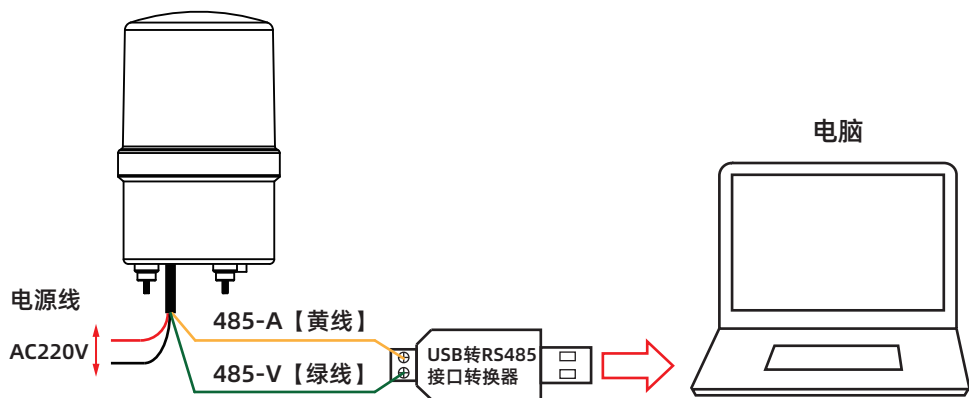 电脑
电源线
AC220V
485-A【黄线】
485-V【绿线】
USB转RS485
接口转换器